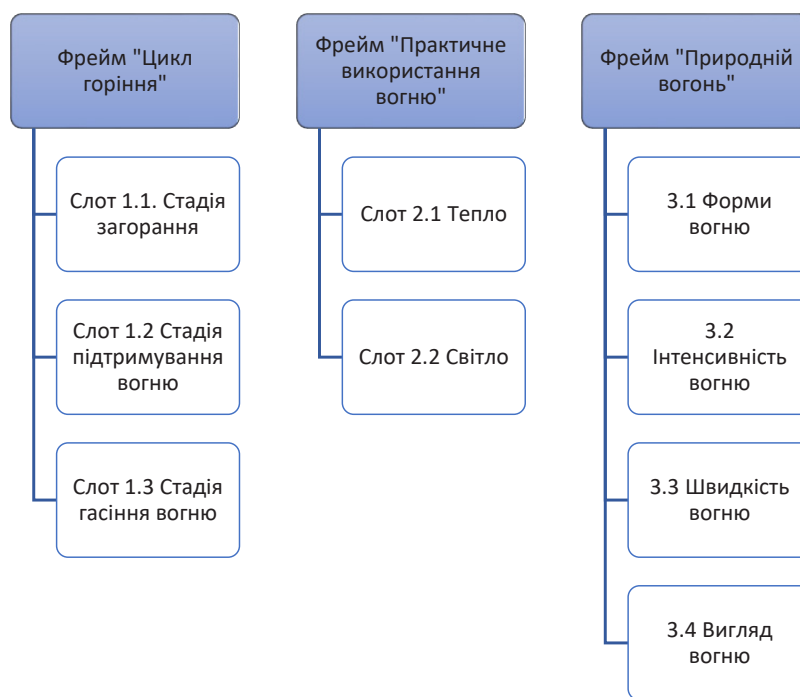 Фрейм "Цикл
горіння"
Слот 1.1. Стадія
загорання
Слот 1.2 Стадія
підтримування
вогню
Слот 1.3 Стадія
гасіння вогню
Фрейм "Практичне
використання
вогню"
Слот 2.1 Тепло
Слот 2.2 Світло
Фрейм "Природній
вогонь"
3.1 Форми
вогню
3.2
Інтенсивність
вогню
3.3 Швидкість
вогню
3.4 Вигляд
вогню